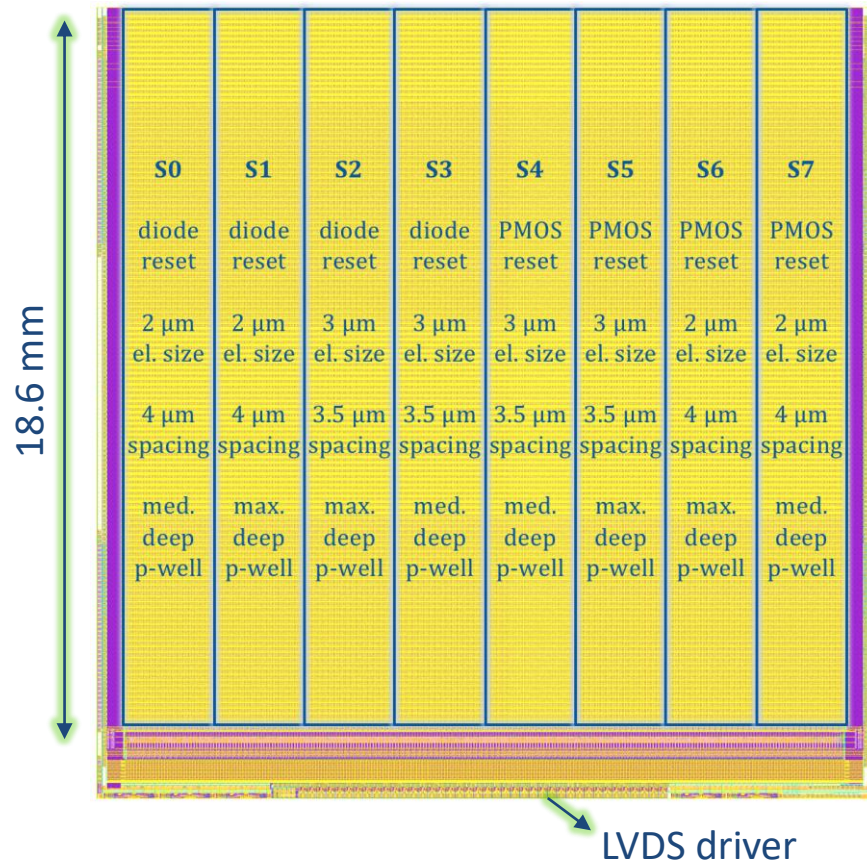 18.6 mm
S0 S1 S2 S3 S4 S5 S6 S7
diode diode diode diode PMOS PMOS PMOS PMOS
reset reset reset reset reset reset reset reset
2 μm 2 μm 3 μm 3 μm 3 μm 3 μm 2 μm 2 μm
el. size el. size el. size el. size el. size el. size el. size el. size
4 μm 4 μm 3.5 μm 3.5 μm 3.5 μm 3.5 μm 4 μm 4 μm
spacing spacing spacing spacing spacing spacing spacing spacing
med. max. max. med. med. max. max. med.
deep deep deep deep deep deep deep deep
p-well p-well p-well p-well p-well p-well p-well p-well
LVDS driver